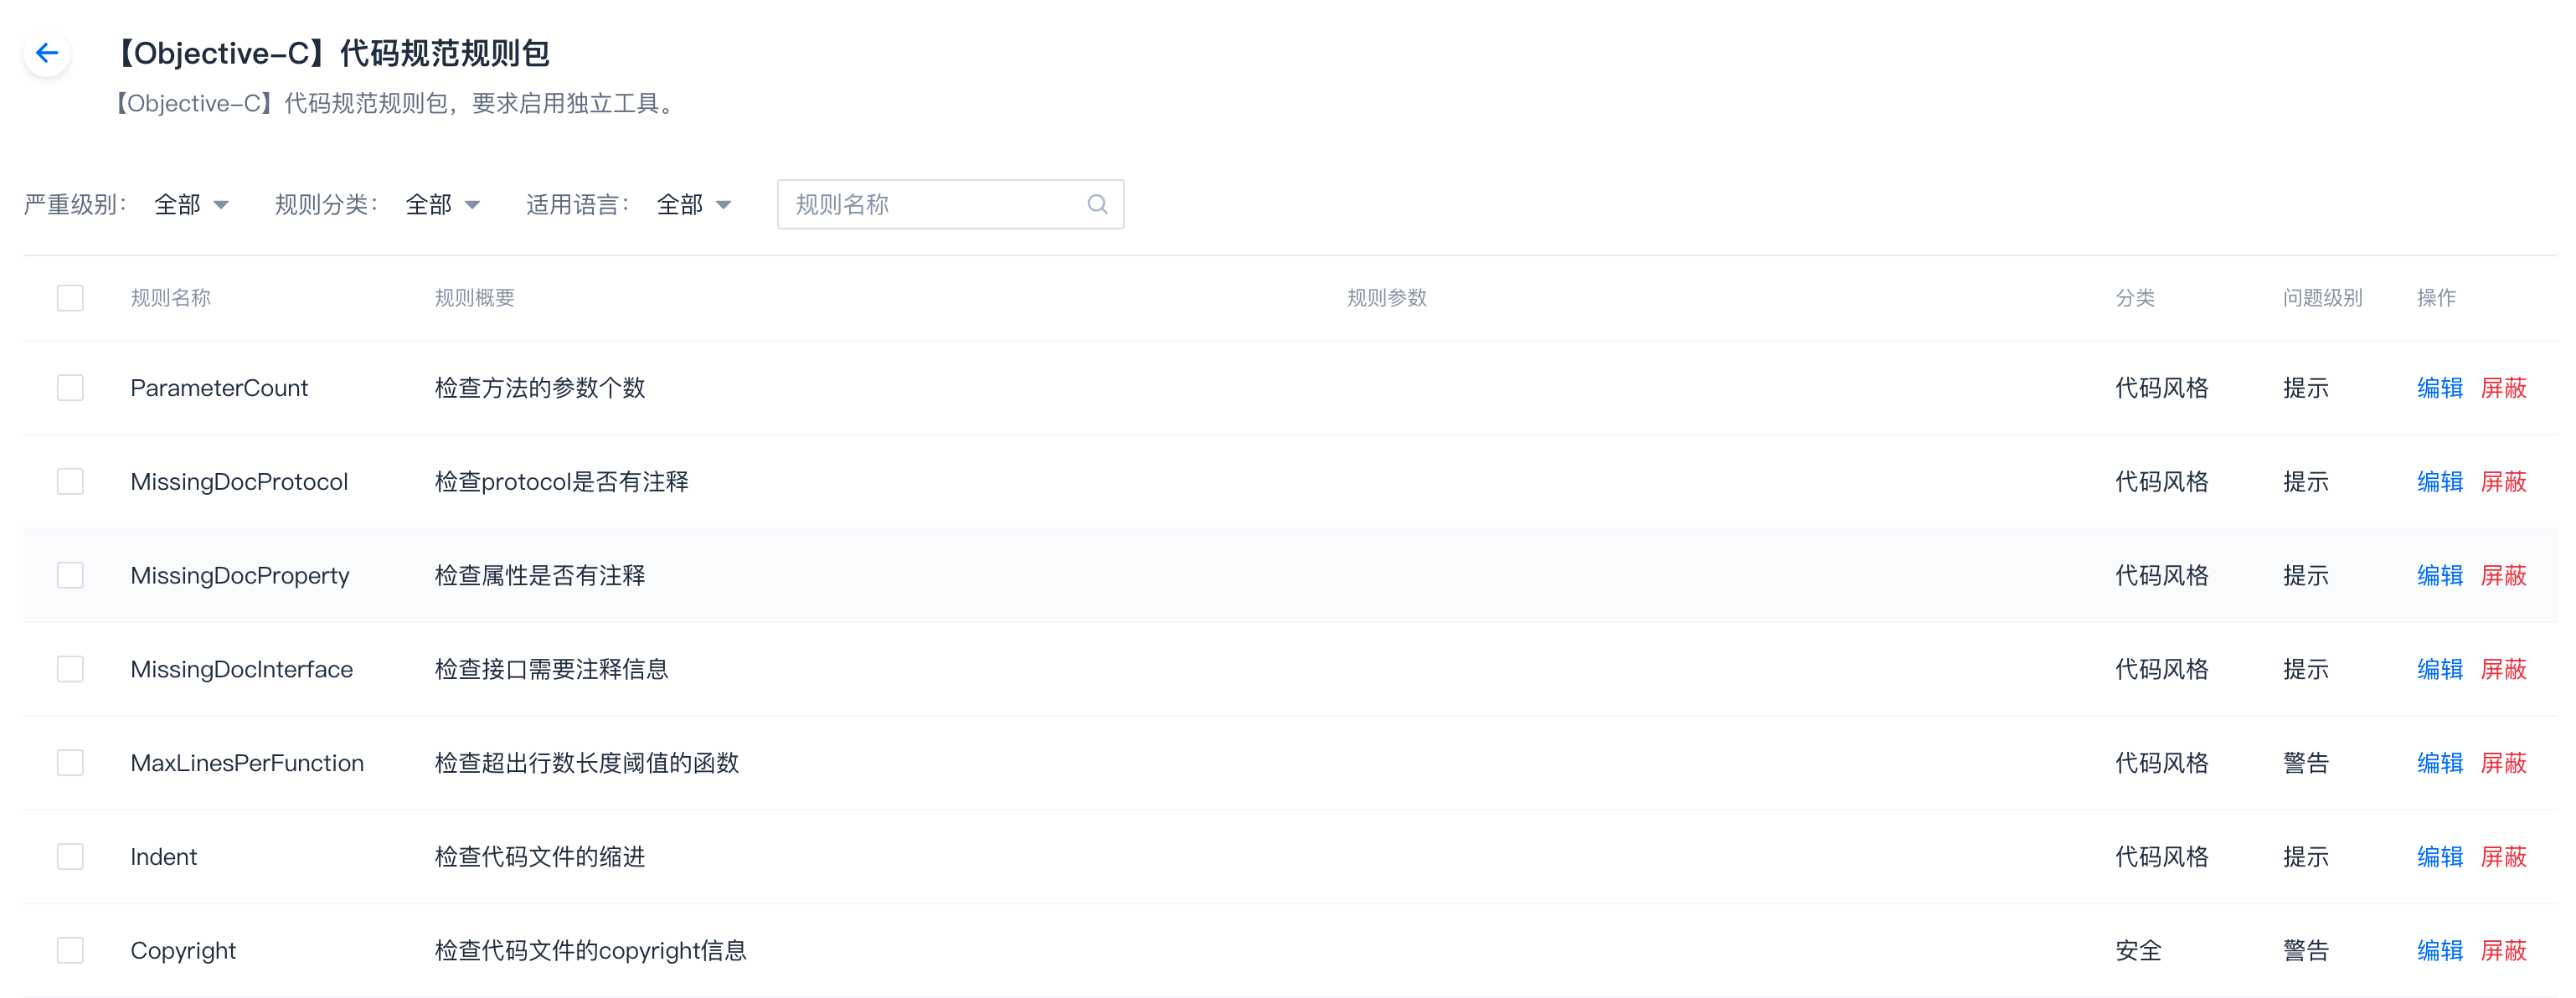 【Objective-C】代码规范规则包
【Objective-C】代码规范规则包，要求启用独立工具。
严重级别： 全部 规则分类： 全部 适用语言： 全部 规则名称
规则名称 规则概要 规则参数 分类 问题级别 操作
ParameterCount 检查方法的参数个数 代码风格 提示 编辑 屏蔽
MissingDocProtocol 检查protocol是否有注释 代码风格 提示 编辑 屏蔽
MissingDocProperty 检查属性是否有注释 代码风格 提示 编辑 屏蔽
MissingDocInterface 检查接口需要注释信息 代码风格 提示 编辑 屏蔽
MaxLinesPerFunction 检查超出行数长度阈值的函数 代码风格 警告 编辑 屏蔽
Indent 检查代码文件的缩进 代码风格 提示 编辑 屏蔽
Copyright 检查代码文件的copyright信息 安全 警告 编辑 屏蔽